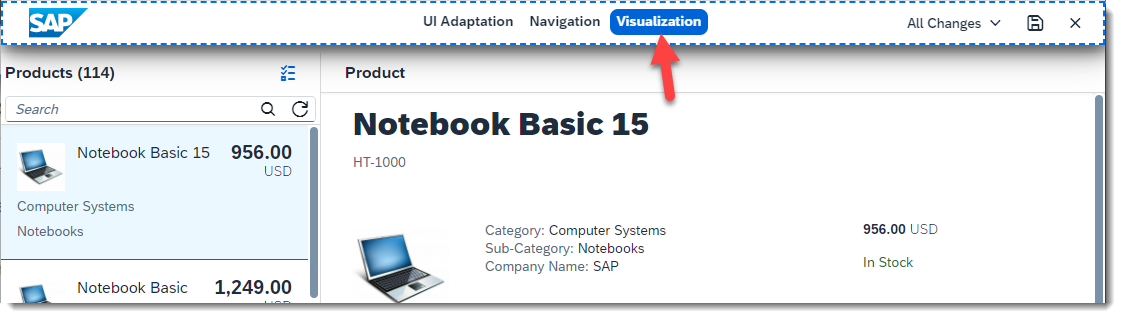 SAP UI Adaptation Navigation Visualization All Changes
Products (114)
Search
Notebook Basic 15 956.00
USD
Computer Systems
Notebooks
Notebook Basic 1,249.00
Product
Notebook Basic 15
HT-1000
Category: Computer Systems 956.00 USD
Sub-Category: Notebooks
Company Name: SAP In Stock